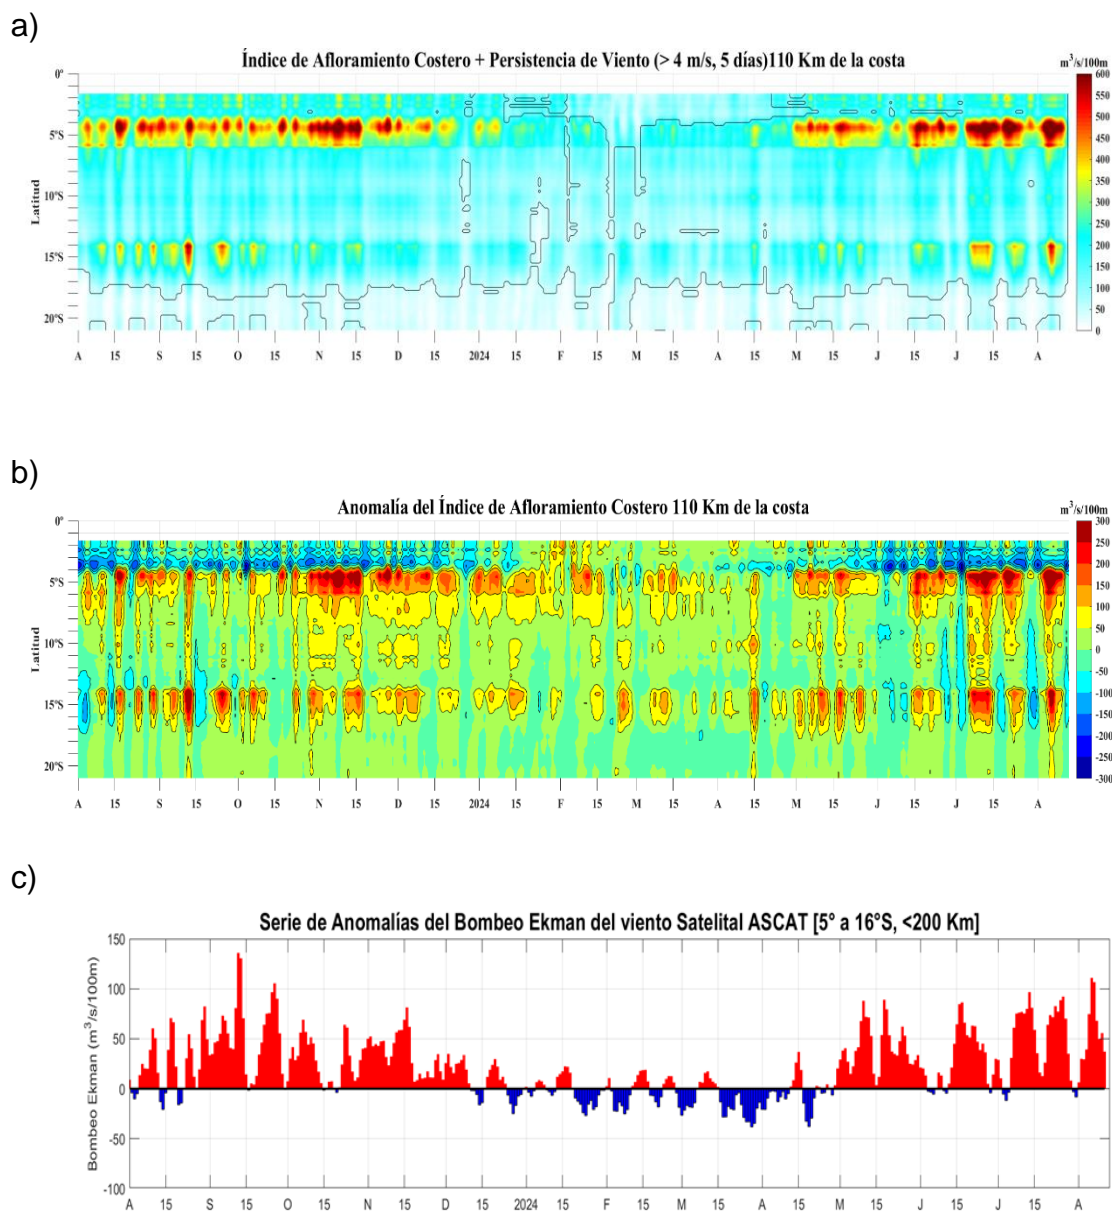 a)
Índice de Afloramiento Costero + Persistencia de Viento (> 4 m/s, 5 días)110 Km de la costa
m³/s/100m
0°
5°S
10°S
15°S
20°S
Latitud
600
550
500
450
400
350
300
250
200
150
100
50
0
A 15 S 15 O 15 N 15 D 15 2024 15 F 15 M 15 A 15 M 15 J 15 J 15 A
b)
Anomalía del Índice de Afloramiento Costero 110 Km de la costa
m³/s/100m
0°
5°S
10°S
15°S
20°S
Latitud
300
250
200
150
100
50
0
-50
-100
-150
-200
-250
-300
A 15 S 15 O 15 N 15 D 15 2024 15 F 15 M 15 A 15 M 15 J 15 J 15 A
c)
Serie de Anomalías del Bombeo Ekman del viento Satelital ASCAT [5° a 16°S, <200 Km]
Bombeo Ekman (m³/s/100m)
150
100
50
0
-50
-100
A 15 S 15 O 15 N 15 D 15 2024 15 F 15 M 15 A 15 M 15 J 15 J 15 A